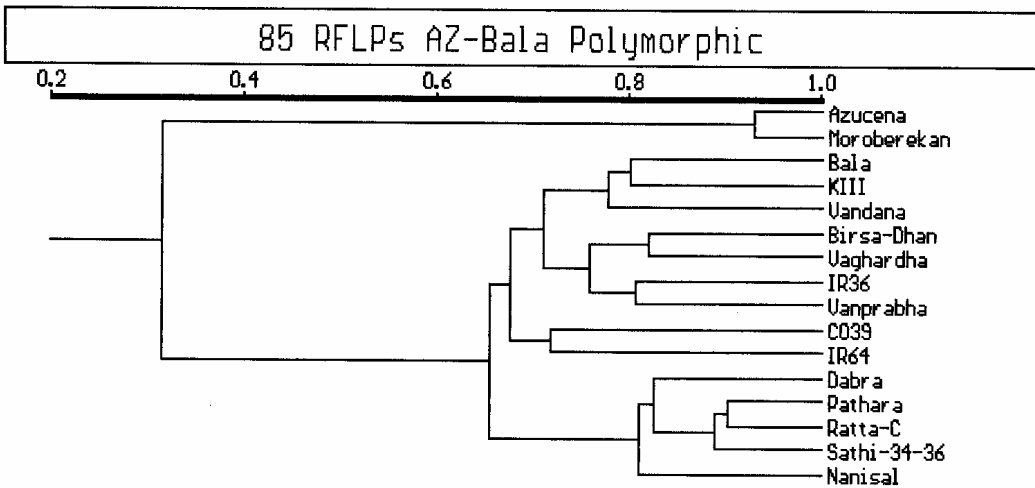 85 RFLPs AZ-Bala Polymorphic
0.2 0.4 0.6 0.8 1.0
Azucena
Moroberekan
Bala
KIII
Vandana
Birsa-Dhan
Vaghardha
IR36
Vanprabha
CO39
IR64
Dabra
Pathara
Ratta-C
Sathi-34-36
Nanisal